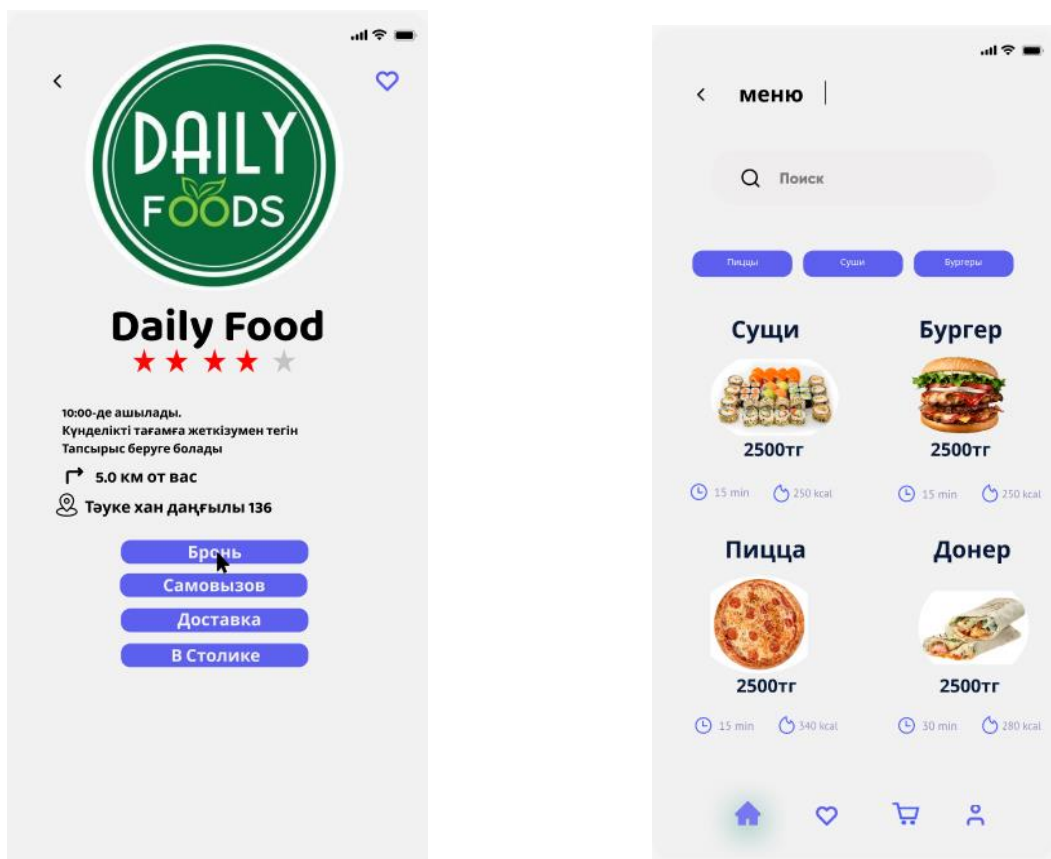 DAILY
FOODS
Daily Food
10:00-де ашылады.
Күнделікті тағамға жеткізумен тегін
Тапсырыс беруге болады
5.0 км от вас
Тәуке хан даңғылы 136
Бронь
Самовызов
Доставка
В Столике
меню
Поиск
Пиццы Суши Бургеры
Сущи Бургер
2500тг 2500тг
15 min 250 kcal 15 min 250 kcal
Пицца Донер
2500тг 2500тг
15 min 340 kcal 30 min 280 kcal